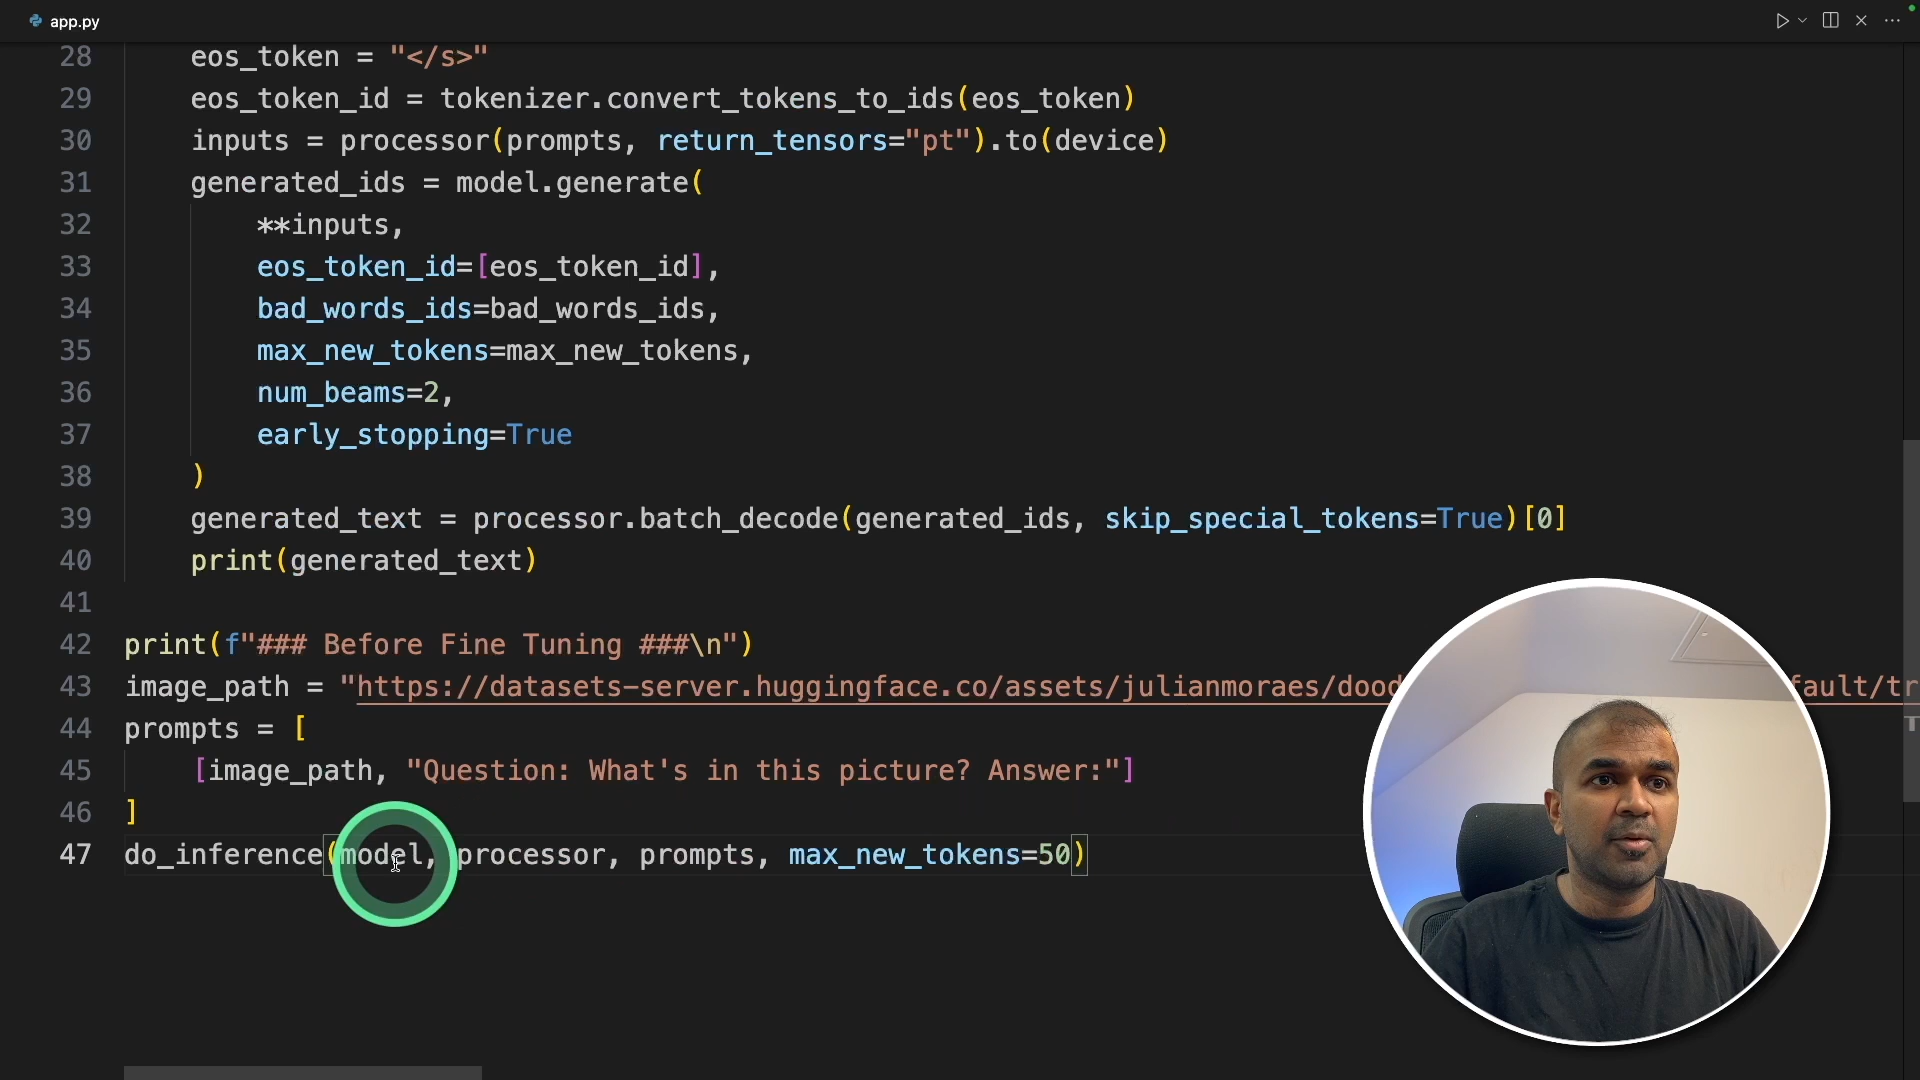 app.py
28 eos_token = "</s>"
29 eos_token_id = tokenizer.convert_tokens_to_ids(eos_token)
30 inputs = processor(prompts, return_tensors="pt").to(device)
31 generated_ids = model.generate(
32 **inputs,
33 eos_token_id=[eos_token_id],
34 bad_words_ids=bad_words_ids,
35 max_new_tokens=max_new_tokens,
36 num_beams=2,
37 early_stopping=True
38 )
39 generated_text = processor.batch_decode(generated_ids, skip_special_tokens=True)[0]
40 print(generated_text)
41
42 print(f"### Before Fine Tuning ###\n")
43 image_path = "https://datasets-server.huggingface.co/assets/julianmoraes/dood fault/tr
44 prompts = [
45 [image_path, "Question: What's in this picture? Answer:"]
46 ]
47 do_inference(model, processor, prompts, max_new_tokens=50)